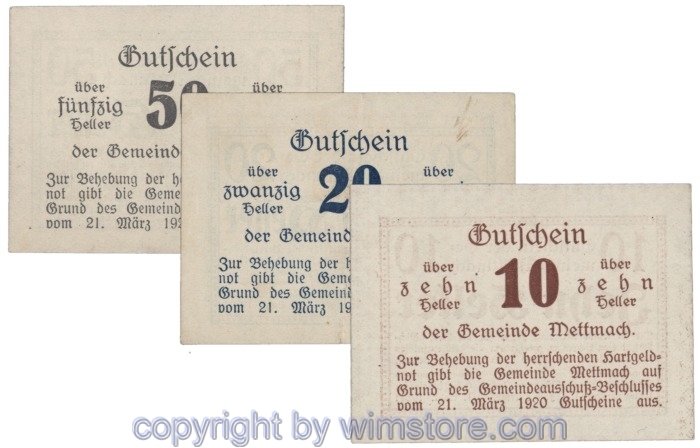 Gutschein
über 50 über
fünfzig
Heller
der Gemeinde
Zur Behebung der her
not gibt die Gemeinde
Grund des Gemeinde
vom 21. März 192
Gutschein
über 20 über
zwanzig
Heller
der Gemeind
Zur Behebung der h
not gibt die Geme
Grund des Gemeind
vom 21. März 19
Gutschein
über 10 über
zehn zehn
Heller Heller
der Gemeinde Mettmach.
Zur Behebung der herrschenden Hartgeld-
not gibt die Gemeinde Mettmach auf
Grund des Gemeindeausschuß-Beschlusses
vom 21. März 1920 Gutscheine aus.
copyright by wimstore.com